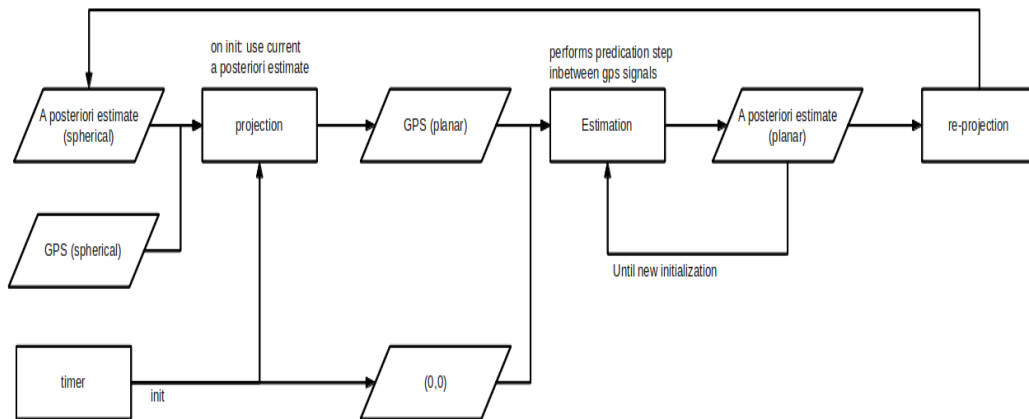 on init: use current
a posteriori estimate
performs predication step
inbetween gps signals
A posteriori estimate
(spherical)
projection
GPS (planar)
Estimation
A posteriori estimate
(planar)
re-projection
GPS (spherical)
Until new initialization
timer
init
(0,0)